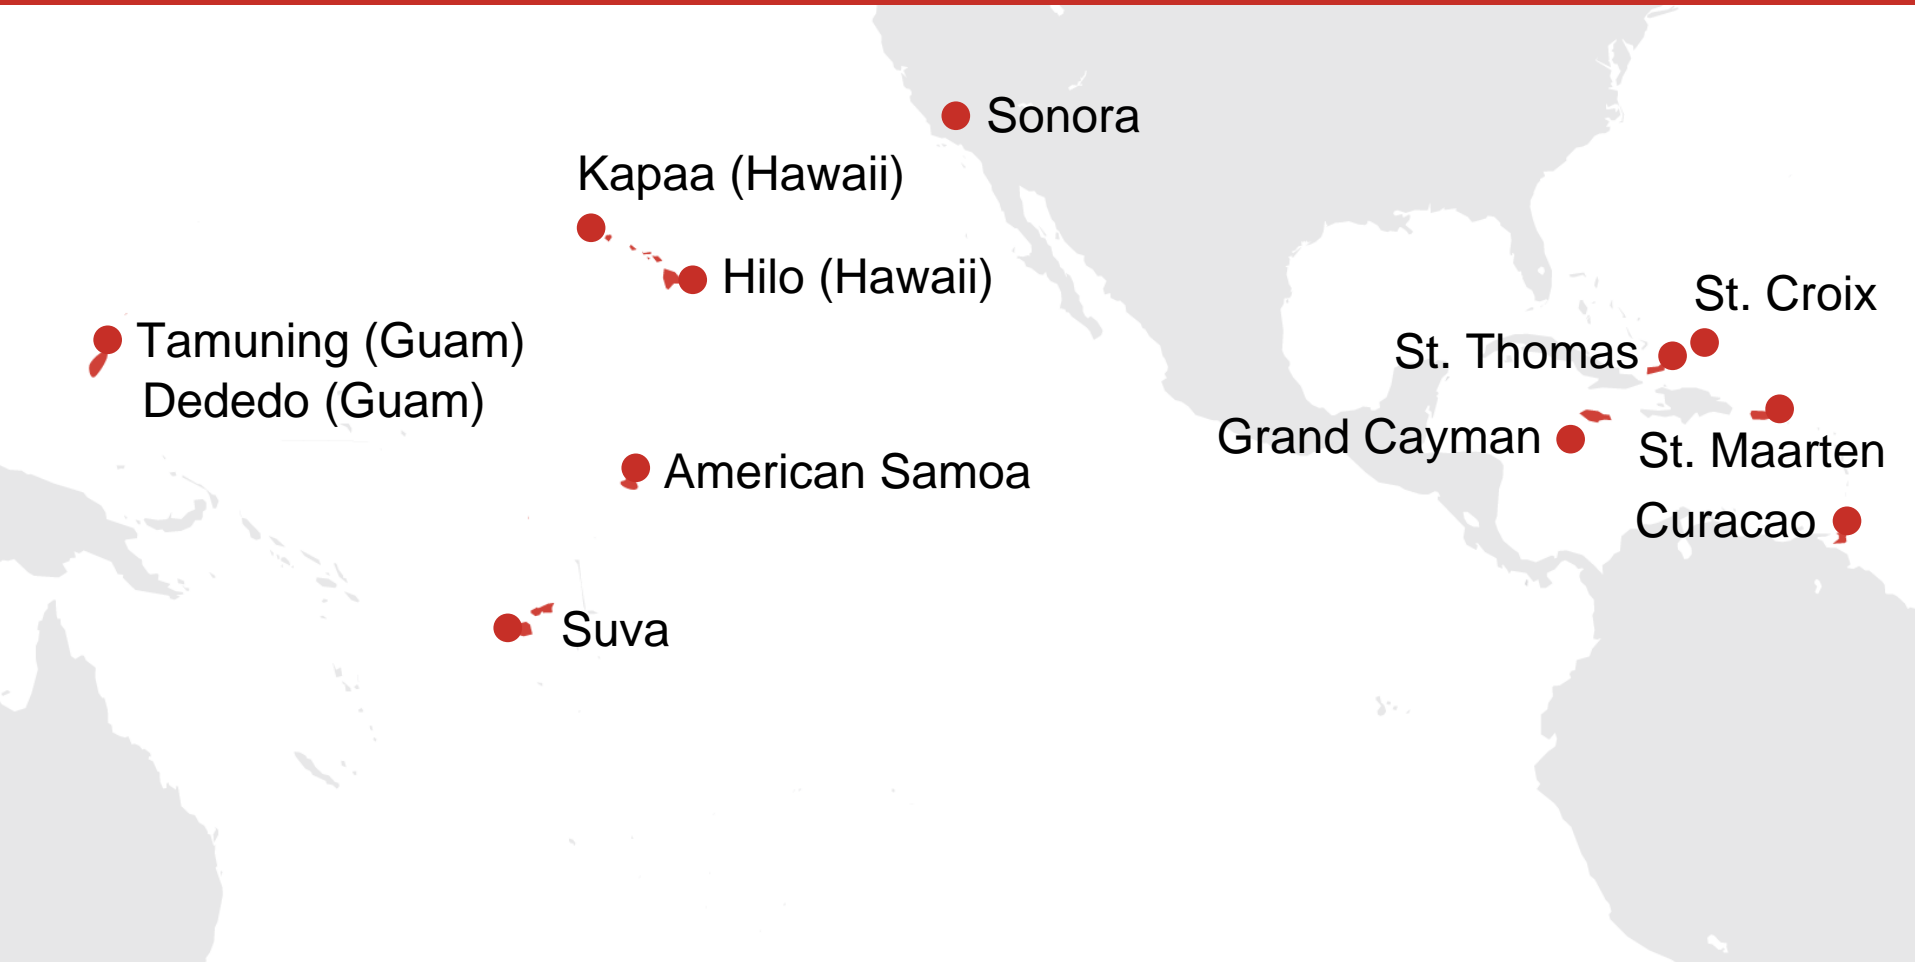 Sonora
Kapaa (Hawaii)
Hilo (Hawaii)
St. Croix
Tamuning (Guam)
St. Thomas
Dededo (Guam)
Grand Cayman
St. Maarten
American Samoa
Curacao
Suva